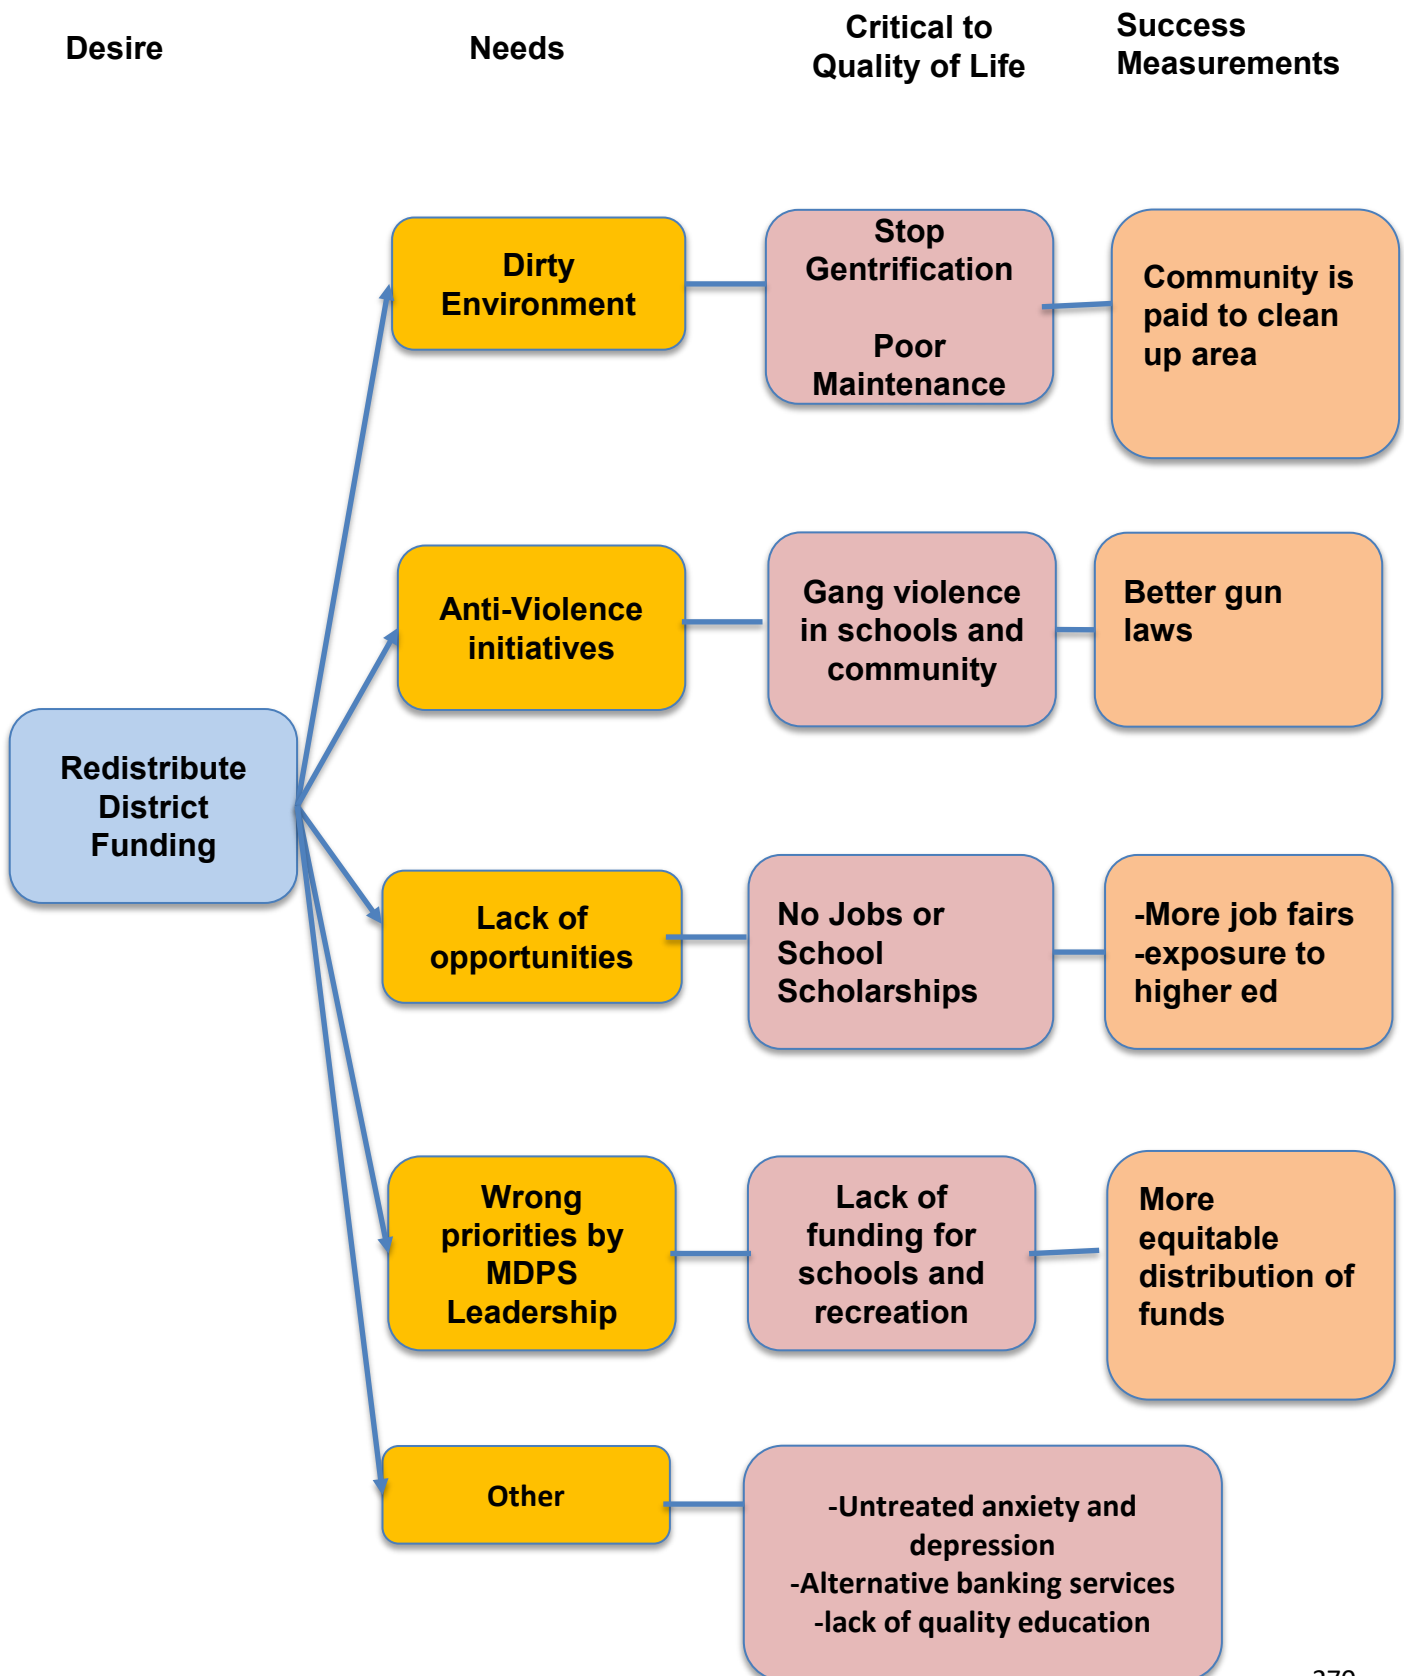 Desire
Needs
Critical to
Quality of Life
Success
Measurements
Dirty
Environment
Stop
Gentrification
Poor
Maintenance
Community is
paid to clean
up area
Anti-Violence
initiatives
Gang violence
in schools and
community
Better gun
laws
Redistribute
District
Funding
Lack of
opportunities
No Jobs or
School
Scholarships
-More job fairs
-exposure to
higher ed
Wrong
priorities by
MDPS
Leadership
Lack of
funding for
schools and
recreation
More
equitable
distribution of
funds
Other
-Untreated anxiety and
depression
-Alternative banking services
-lack of quality education